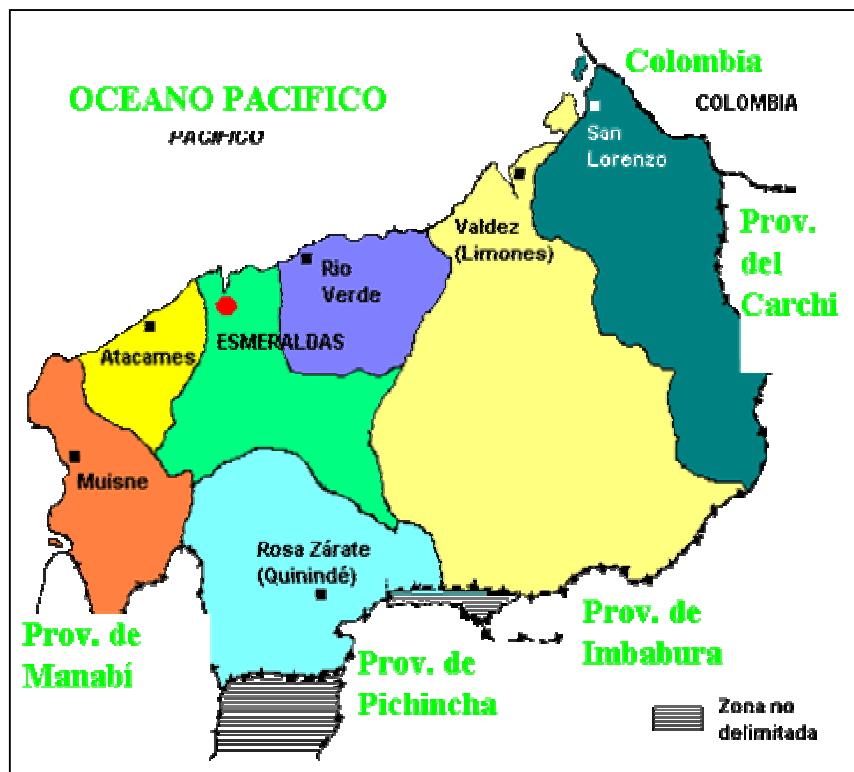 Colombia
OCEANO PACIFICO
COLOMBIA
PACIFICO
San
Lorenzo
Valdez
(Limones)
Prov.
del
Carchi
Rio
Verde
ESMERALDAS
Atacames
Muisne
Rosa Zárate
(Quinindé)
Prov. de
Manabí
Prov. de
Pichincha
Prov. de
Imbabura
Zona no
delimitada